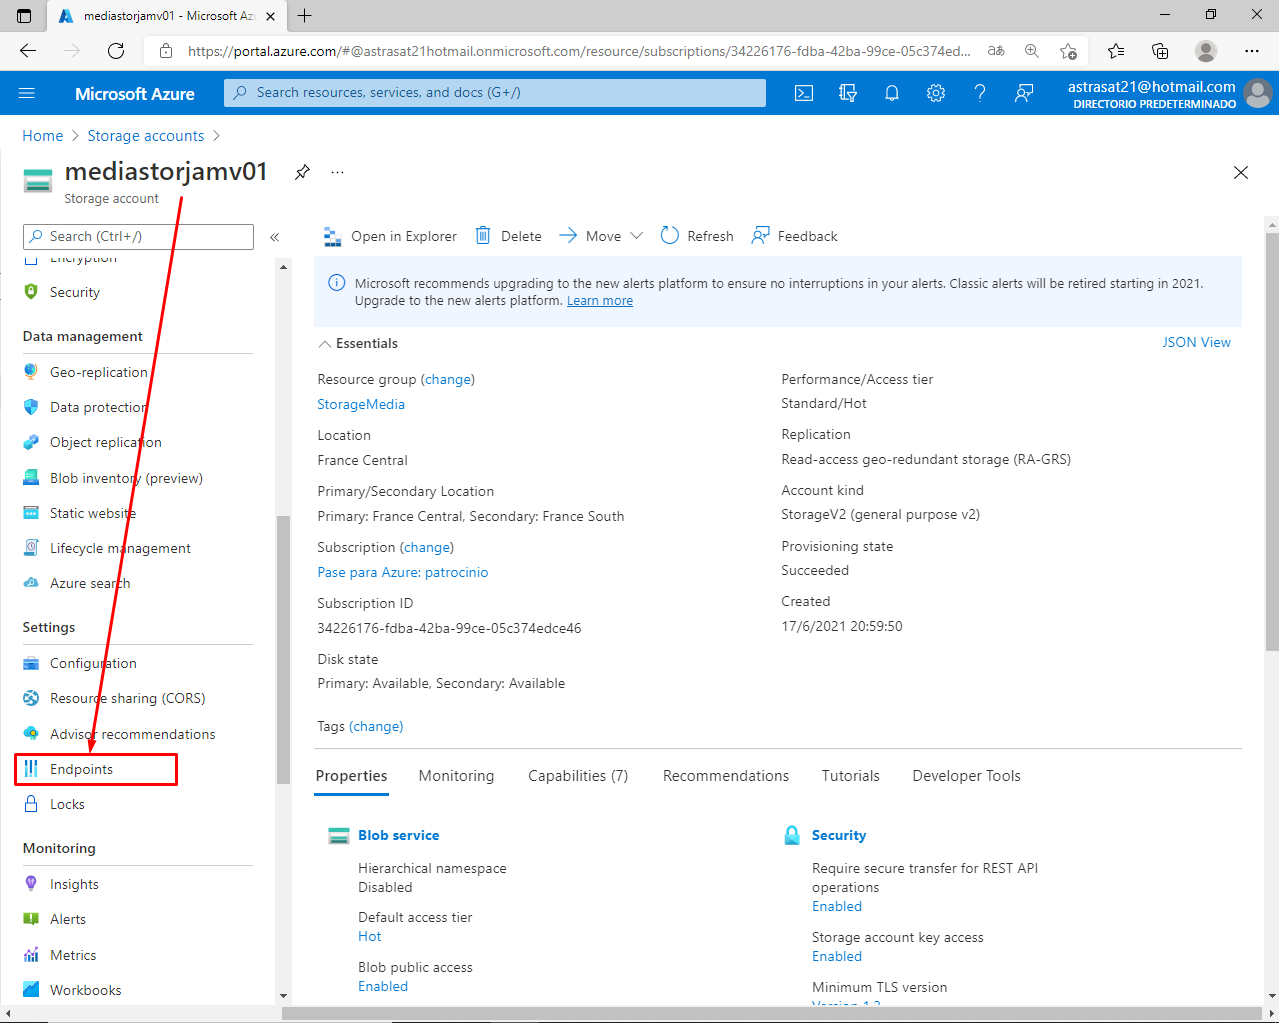 mediastorjamv01 - Microsoft Az
https://portal.azure.com/#@astrasat21hotmail.onmicrosoft.com/resource/subscriptions/34226176-fdba-42ba-99ce-05c374ed...
Microsoft Azure
Search resources, services, and docs (G+/)
astrasat21@hotmail.com
DIRECTORIO PREDETERMINADO
Home > Storage accounts >
mediastorjamv01
Storage account
Search (Ctrl+/)
Encryption
Security
Data management
Geo-replication
Data protection
Object replication
Blob inventory (preview)
Static website
Lifecycle management
Azure search
Settings
Configuration
Resource sharing (CORS)
Advisor recommendations
Endpoints
Locks
Monitoring
Insights
Alerts
Metrics
Workbooks
Open in Explorer
Delete
Move
Refresh
Feedback
Microsoft recommends upgrading to the new alerts platform to ensure no interruptions in your alerts. Classic alerts will be retired starting in 2021.
Upgrade to the new alerts platform. Learn more
Essentials
JSON View
Resource group (change)
StorageMedia
Location
France Central
Primary/Secondary Location
Primary: France Central, Secondary: France South
Subscription (change)
Pase para Azure: patrocinio
Subscription ID
34226176-fdba-42ba-99ce-05c374edce46
Disk state
Primary: Available, Secondary: Available
Performance/Access tier
Standard/Hot
Replication
Read-access geo-redundant storage (RA-GRS)
Account kind
StorageV2 (general purpose v2)
Provisioning state
Succeeded
Created
17/6/2021 20:59:50
Tags (change)
Properties
Monitoring
Capabilities (7)
Recommendations
Tutorials
Developer Tools
Blob service
Hierarchical namespace
Disabled
Default access tier
Hot
Blob public access
Enabled
Security
Require secure transfer for REST API
operations
Enabled
Storage account key access
Enabled
Minimum TLS version
Version 1.2